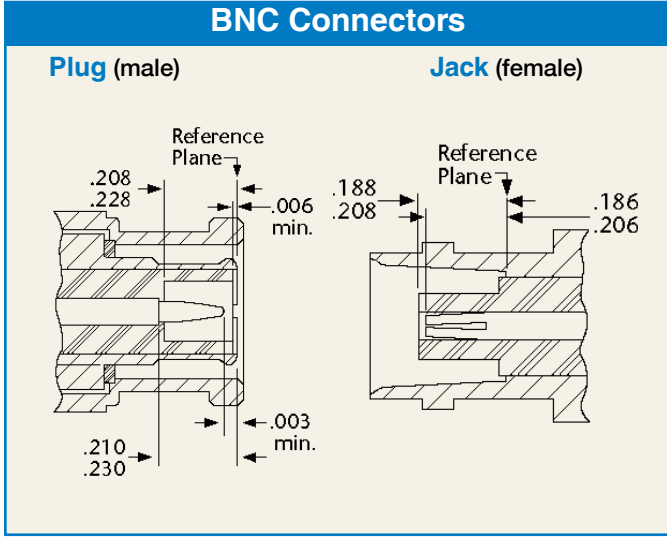 BNC Connectors
Plug (male)
Jack (female)
Reference
Plane
.208
.228
.006
min.
.003
min.
.210
.230
Reference
Plane
.188
.208
.186
.206